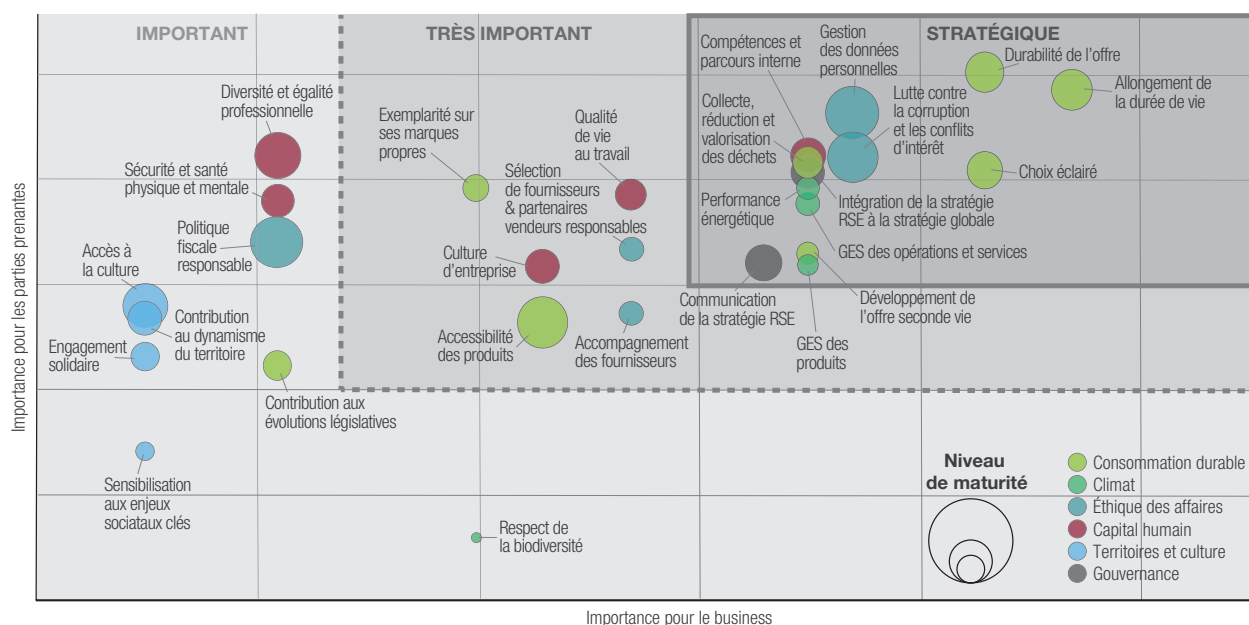 IMPORTANT
TRÈS IMPORTANT
STRATÉGIQUE
Diversité et égalité
professionnelle
Sécurité et santé
physique et mentale
Politique
fiscale
responsable
Accès à
la culture
Contribution
au dynamisme
du territoire
Engagement
solidaire
Contribution aux
évolutions législatives
Sensibilisation
aux enjeux
sociataux clés
Exemplarité sur
ses marques
propres
Qualité
de vie
au travail
Sélection
de fournisseurs
& partenaires
vendeurs responsables
Culture
d'entreprise
Accessibilité
des produits
Accompagnement
des fournisseurs
Respect de
la biodiversité
Compétences et
parcours interne
Gestion
des données
personnelles
Collecte,
réduction et
valorisation
des déchets
Lutte contre
la corruption
et les conflits
d'intérêt
Durabilité de l'offre
Allongement de
la durée de vie
Choix éclairé
Performance
énergétique
Intégration de la stratégie
RSE à la stratégie globale
GES des opérations et services
Communication
de la stratégie RSE
Développement de
l'offre seconde vie
GES des
produits
Niveau
de maturité
Consommation durable
Climat
Éthique des affaires
Capital humain
Territoires et culture
Gouvernance
Importance pour les parties prenantes
Importance pour le business